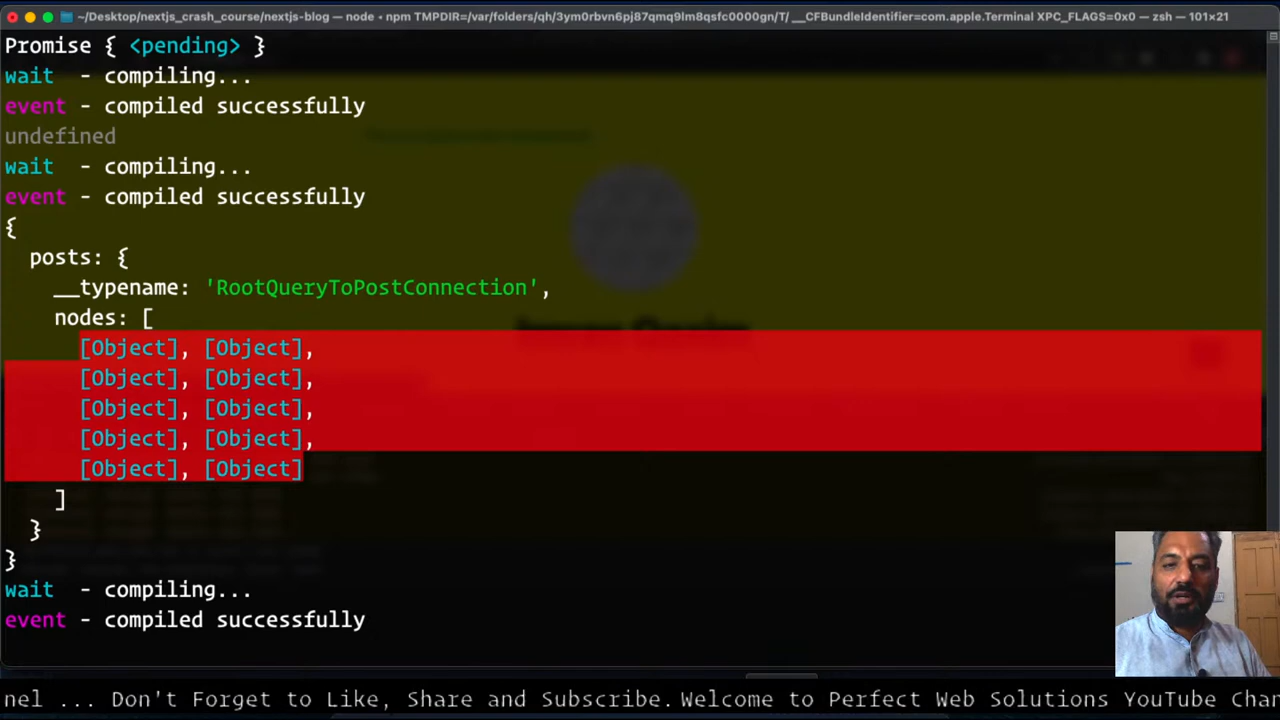 ~/Desktop/nextjs_crash_course/nextjs-blog — node • npm TMPDIR=/var/folders/qh/3ym0rbvn6pj87qmq9lm8qsfc0000gn/T/ __CFBundleIdentifier=com.apple.Terminal XPC_FLAGS=0x0 — zsh — 101×21
Promise { <pending> }
wait  - compiling...
event - compiled successfully
undefined
wait  - compiling...
event - compiled successfully
{
  posts: {
    __typename: 'RootQueryToPostConnection',
    nodes: [
      [Object], [Object],
      [Object], [Object],
      [Object], [Object],
      [Object], [Object],
      [Object], [Object]
    ]
  }
}
wait  - compiling...
event - compiled successfully
nel ... Don't Forget to Like, Share and Subscribe.Welcome to Perfect Web Solutions YouTube Chan